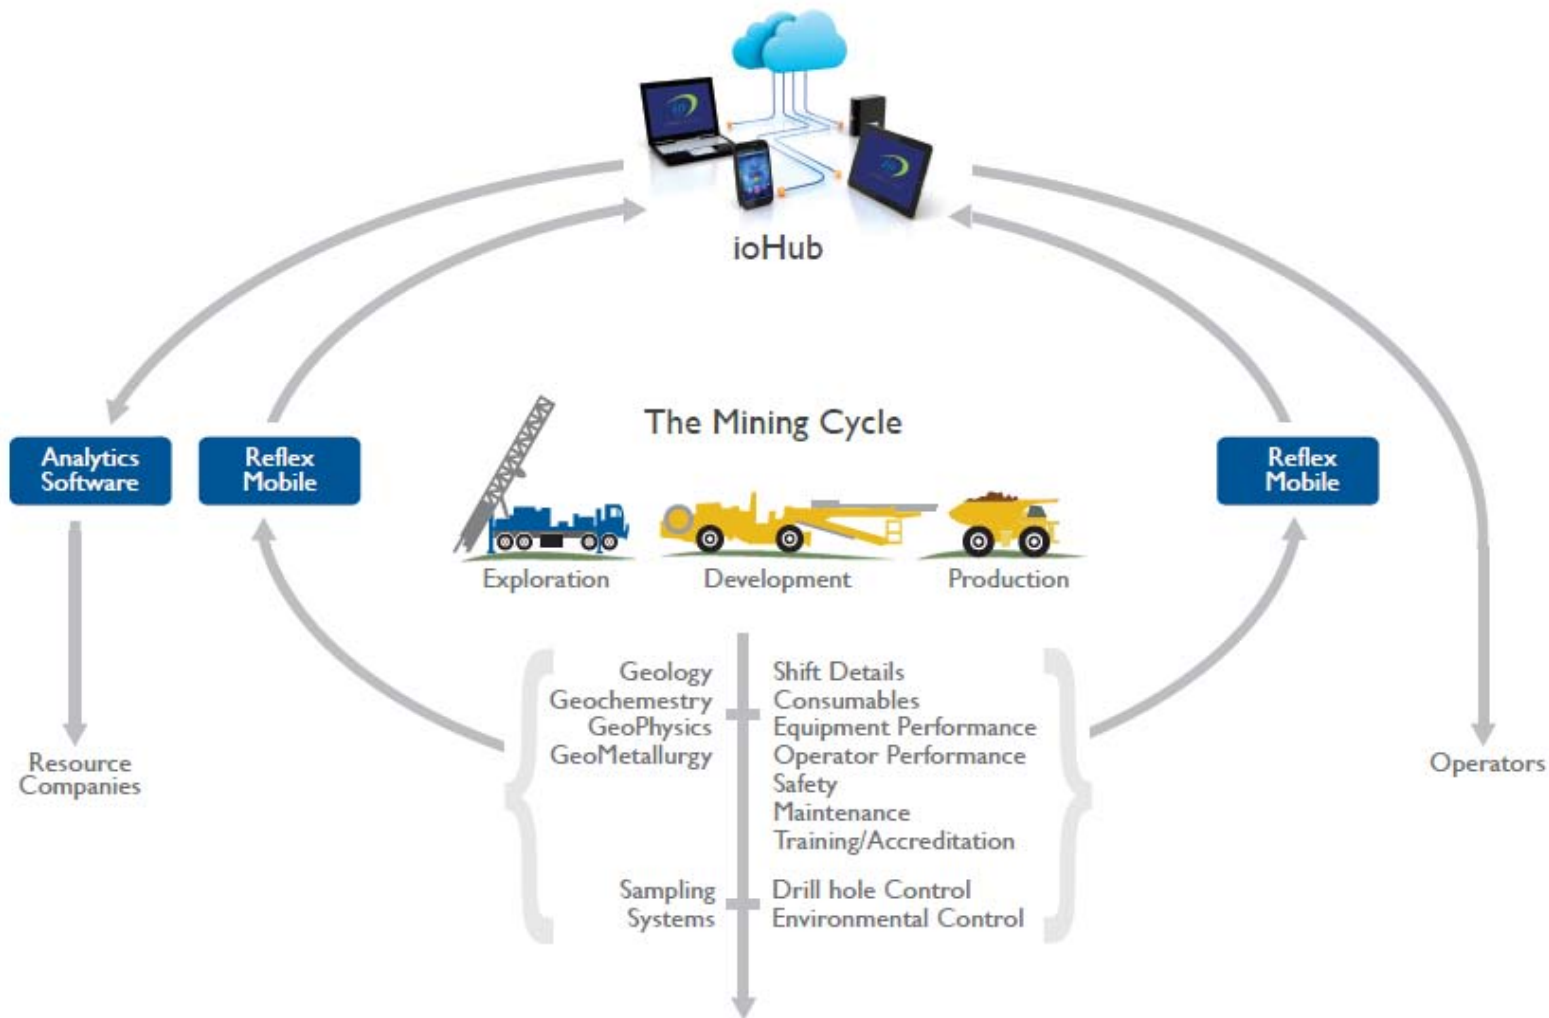 ioHub
The Mining Cycle
Analytics
Software
Reflex
Mobile
Reflex
Mobile
Exploration
Development
Production
Geology
Geochemestry
GeoPhysics
GeoMetallurgy
Shift Details
Consumables
Equipment Performance
Operator Performance
Safety
Maintenance
Training/Accreditation
Sampling
Systems
Drill hole Control
Environmental Control
Resource
Companies
Operators